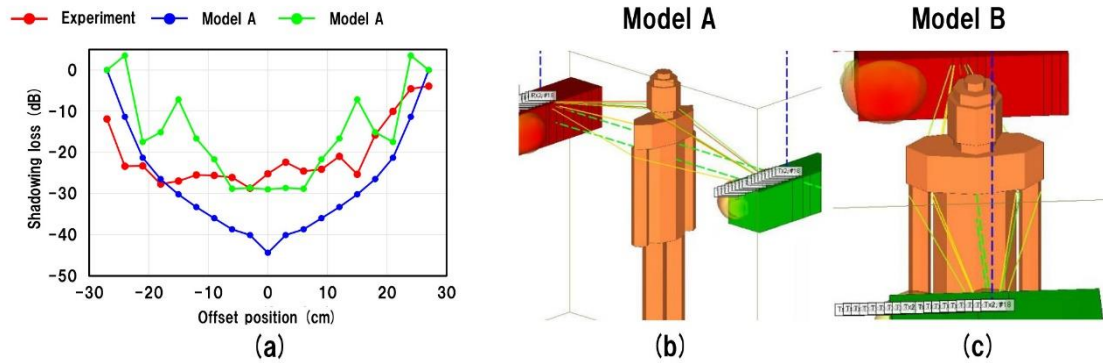 Experiment Model A Model A
Shadowing loss (dB)
0
-10
-20
-30
-40
-50
-30 -20 -10 0 10 20 30
Offset position (cm)
(a)
Model A
(b)
Model B
(c)